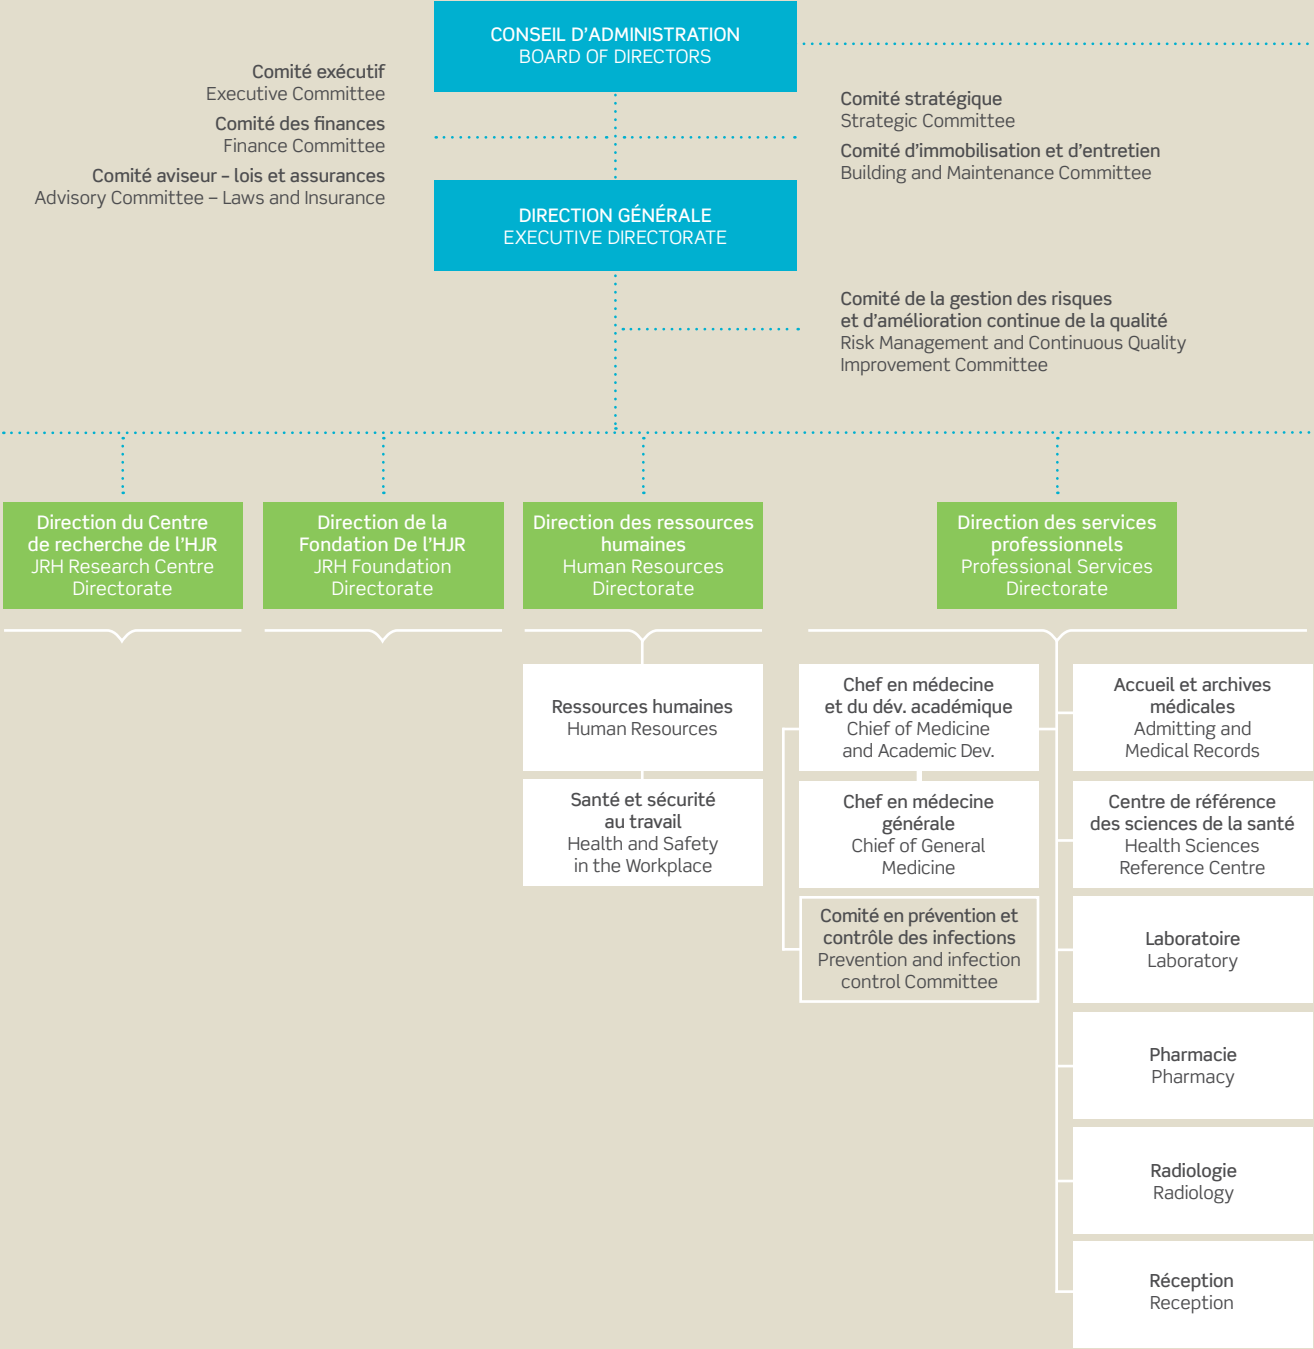 CONSEIL D’ADMINISTRATION
BOARD OF DIRECTORS
Comité exécutif
Executive Committee
Comité des finances
Finance Committee
Comité aviseur – lois et assurances
Advisory Committee – Laws and Insurance
Comité stratégique
Strategic Committee
Comité d’immobilisation et d’entretien
Building and Maintenance Committee
DIRECTION GÉNÉRALE
EXECUTIVE DIRECTORATE
Comité de la gestion des risques
et d’amélioration continue de la qualité
Risk Management and Continuous Quality
Improvement Committee
Direction du Centre
de recherche de l’HJR
JRH Research Centre
Directorate
Direction de la
Fondation De l’HJR
JRH Foundation
Directorate
Direction des ressources
humaines
Human Resources
Directorate
Direction des services
professionnels
Professional Services
Directorate
Ressources humaines
Human Resources
Santé et sécurité
au travail
Health and Safety
in the Workplace
Chef en médecine
et du dév. académique
Chief of Medicine
and Academic Dev.
Chef en médecine
générale
Chief of General
Medicine
Comité en prévention et
contrôle des infections
Prevention and infection
control Committee
Accueil et archives
médicales
Admitting and
Medical Records
Centre de référence
des sciences de la santé
Health Sciences
Reference Centre
Laboratoire
Laboratory
Pharmacie
Pharmacy
Radiologie
Radiology
Réception
Reception